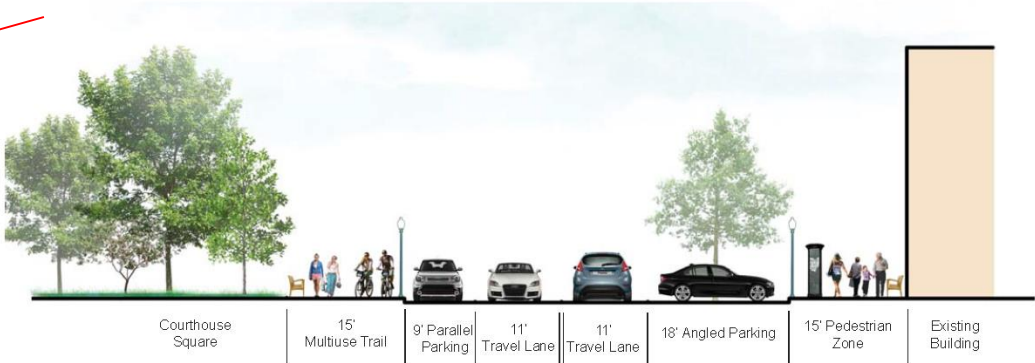 Courthouse
Square
15'
Multiuse Trail
9' Parallel
Parking
11'
Travel Lane
11'
Travel Lane
18' Angled Parking
15' Pedestrian
Zone
Existing
Building